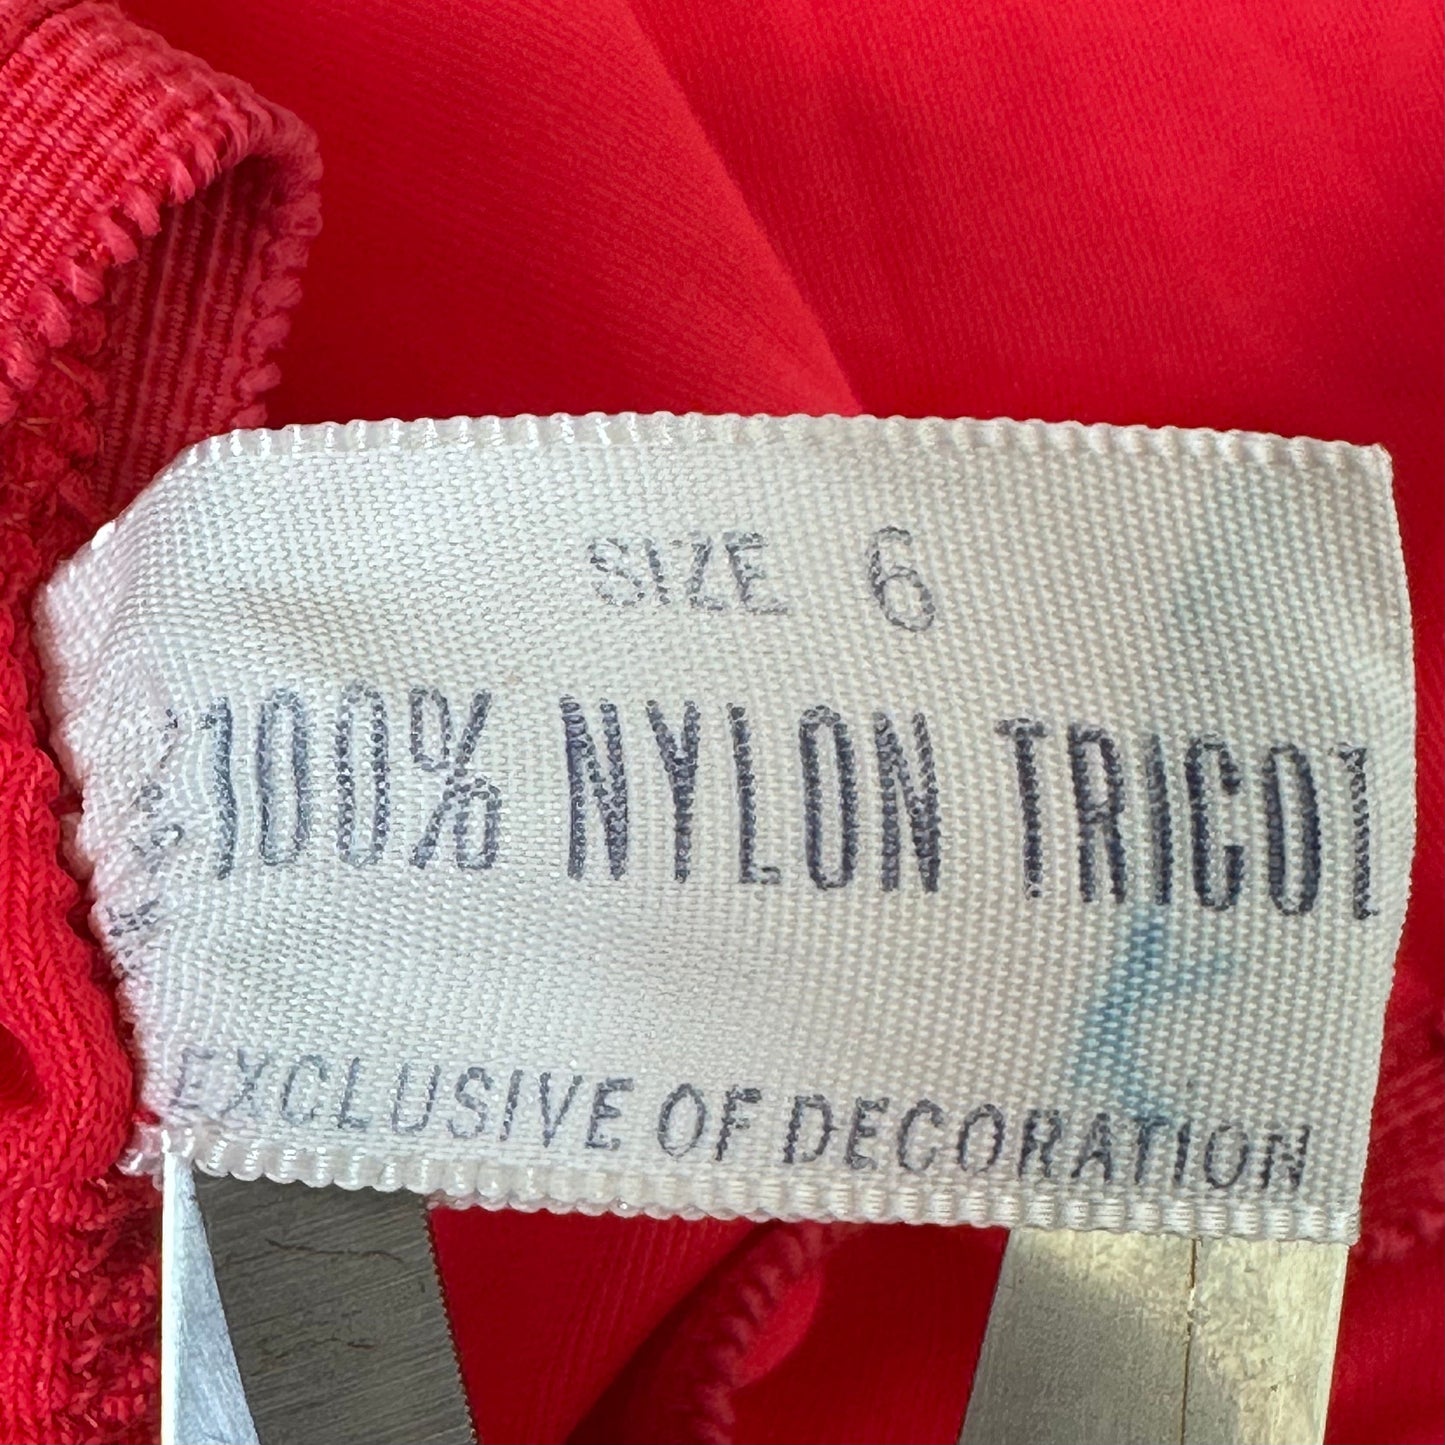 SIZE 6
100% NYLON TRICOT
EXCLUSIVE OF DECORATION